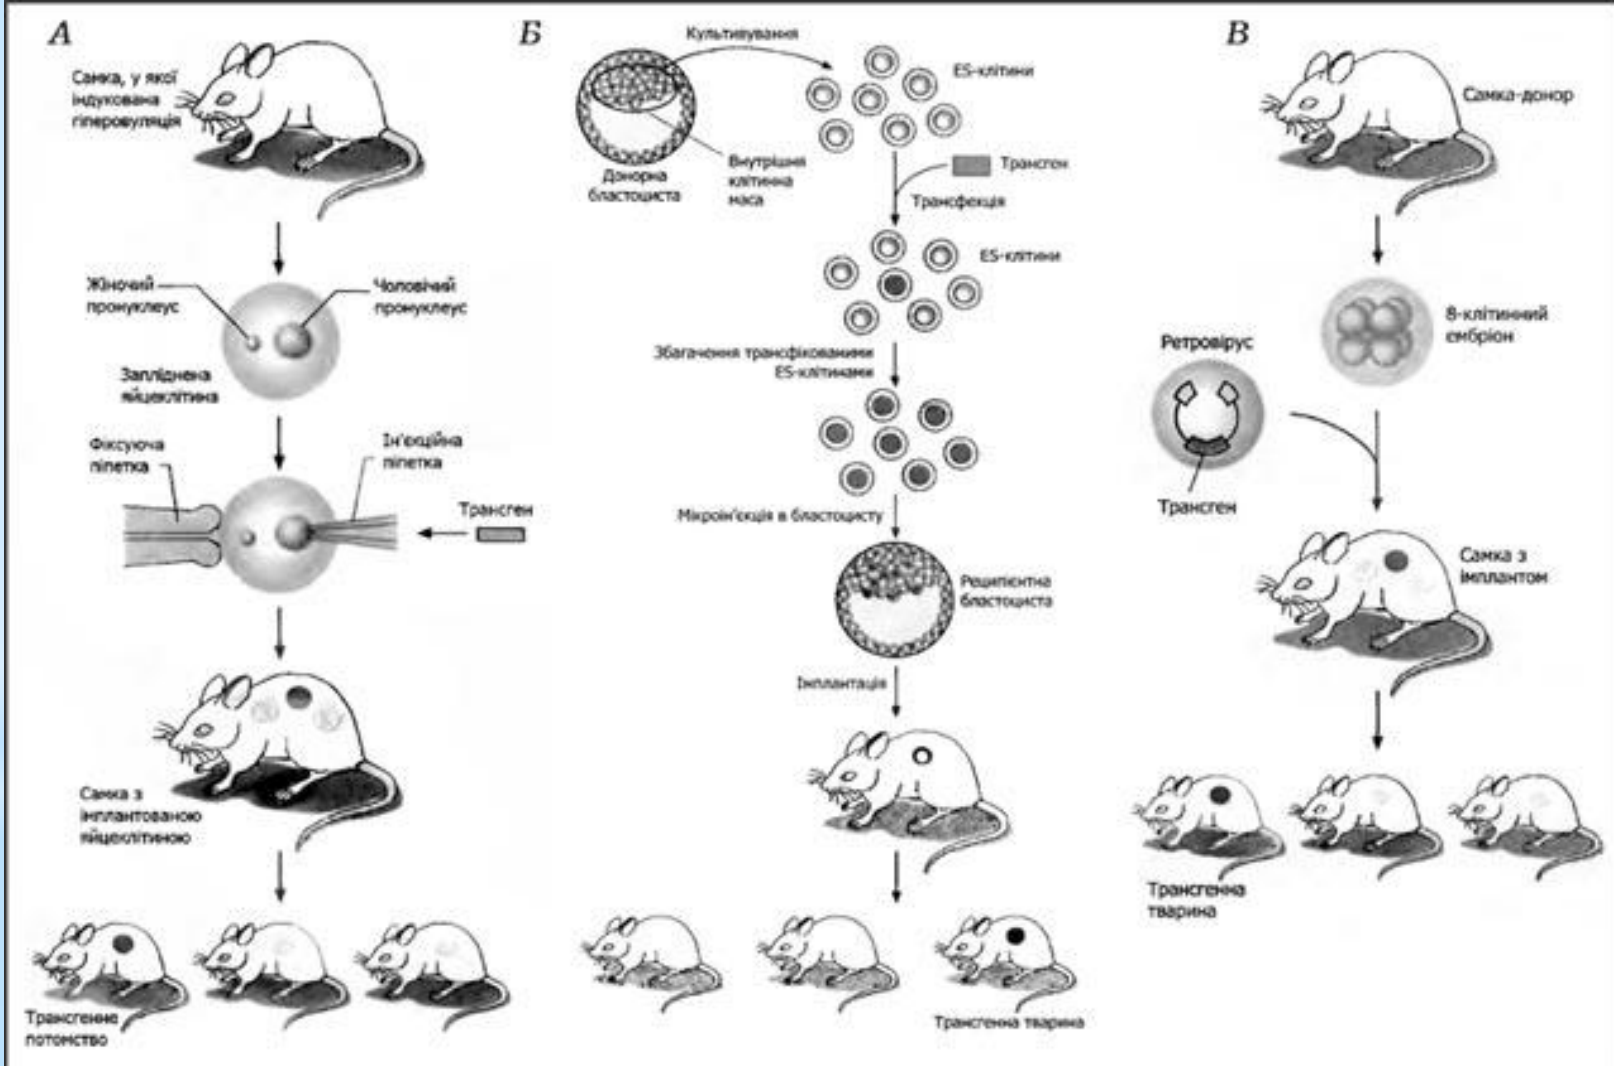 А
Самка, у якої
індукована
гіперовуляція
Жіночий
пронуклеус
Чоловічий
пронуклеус
Запліднена
яйцеклітина
Фіксуюча
піпетка
Ін'єкційна
піпетка
Трансген
Самка з
імплантованою
яйцеклітиною
Трансгенне
потомство
Б
Культивування
ES-клітини
Донорна
бластоциста
Внутрішня
клітинна
маса
Трансген
Трансфекція
ES-клітини
Збагачення трансфікованими
ES-клітинами
Мікроін'єкція в бластоцисту
Реципієнтна
бластоциста
Імплантація
Трансгенна тварина
В
Самка-донор
8-клітинний
ембріон
Ретровірус
Трансген
Самка з
імплантом
Трансгенна
тварина